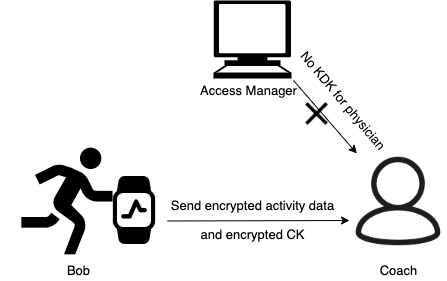 Access Manager
No KDK for physician
Send encrypted activity data
and encrypted CK
Bob
Coach